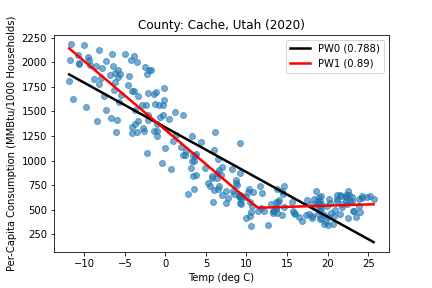 County: Cache, Utah (2020)
Per-Capita Consumption (MMBtu/1000 Households)
2250
2000
1750
1500
1250
1000
750
500
250
PW0 (0.788)
PW1 (0.89)
−10 −5 0 5 10 15 20 25
Temp (deg C)